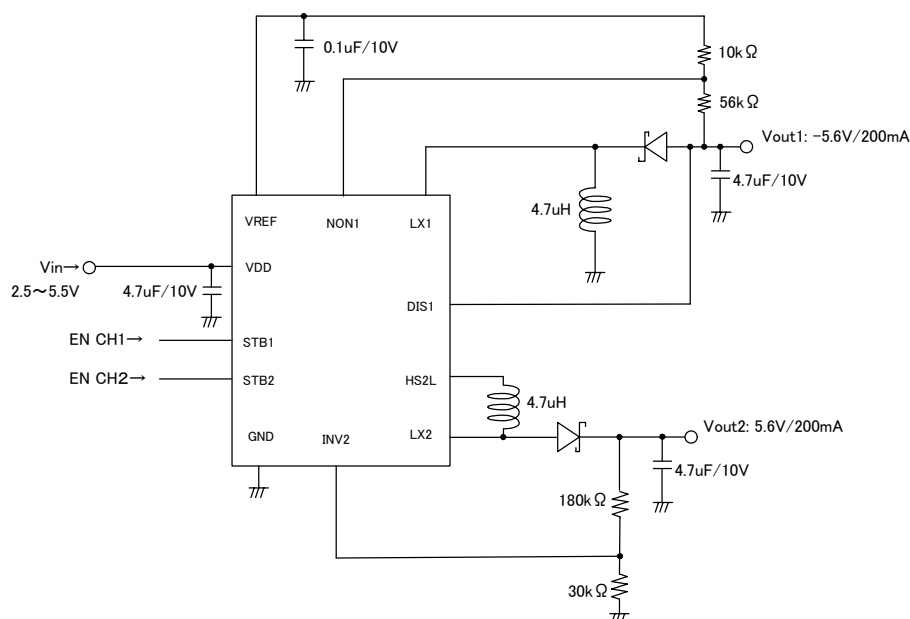 0.1uF/10V
10kΩ
56kΩ
Vout1: −5.6V/200mA
4.7uF/10V
4.7uH
VREF
NON1
LX1
Vin→
VDD
2.5～5.5V
4.7uF/10V
DIS1
EN CH1→
STB1
EN CH2→
STB2
HS2L
4.7uH
Vout2: 5.6V/200mA
GND
INV2
LX2
4.7uF/10V
180kΩ
30kΩ